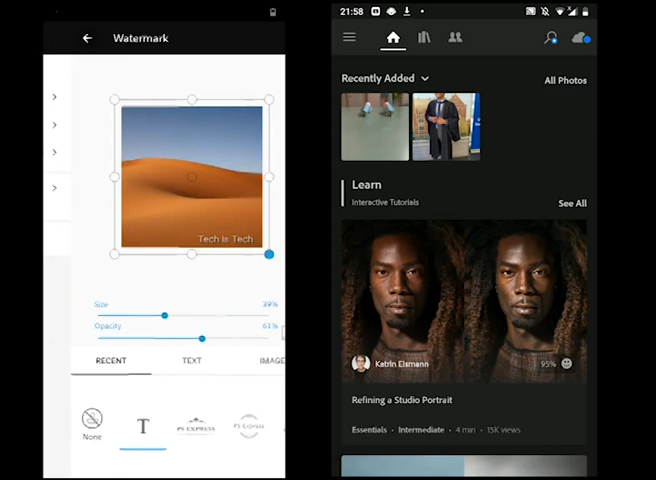 Watermark
Tech is Tech
Size 39%
Opacity 61%
RECENT TEXT IMAGE
None
T
PS EXPRESS
PS Express
21:58
Recently Added
All Photos
Learn
Interactive Tutorials
See All
Katrin Eismann
95%
Refining a Studio Portrait
Essentials • Intermediate • 4 min • 15K views